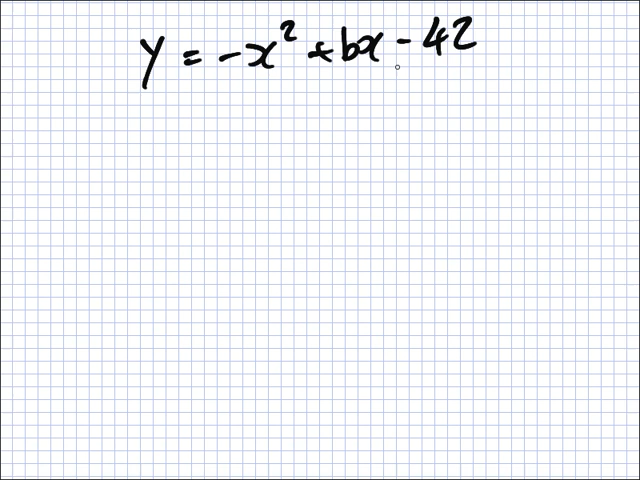 y = -x² + bx - 42